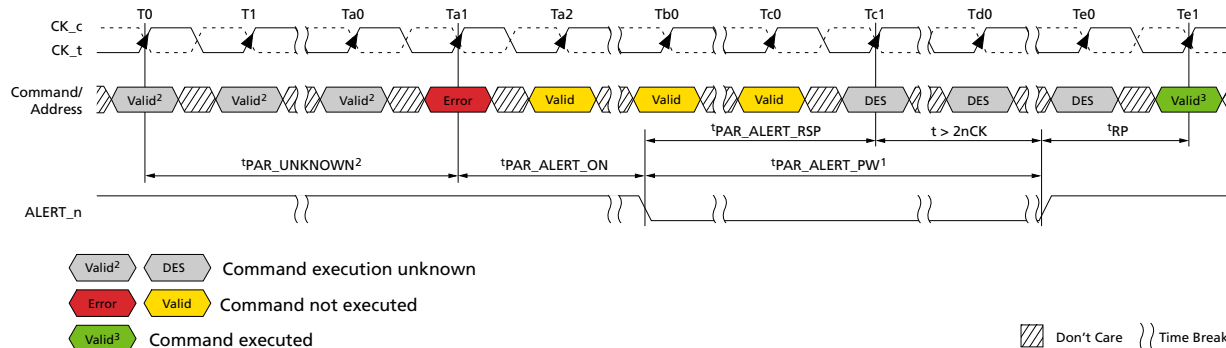 T0 T1 Ta0 Ta1 Ta2 Tb0 Tc0 Tc1 Td0 Te0 Te1
CK_c
CK_t
Command/
Address
Valid² Valid² Valid² Error Valid Valid Valid DES DES DES Valid³
ᵗPAR_ALERT_RSP t > 2nCK ᵗRP
ᵗPAR_UNKNOWN² ᵗPAR_ALERT_ON ᵗPAR_ALERT_PW¹
ALERT_n
Valid² DES Command execution unknown
Error Valid Command not executed
Valid³ Command executed
Don't Care Time Break